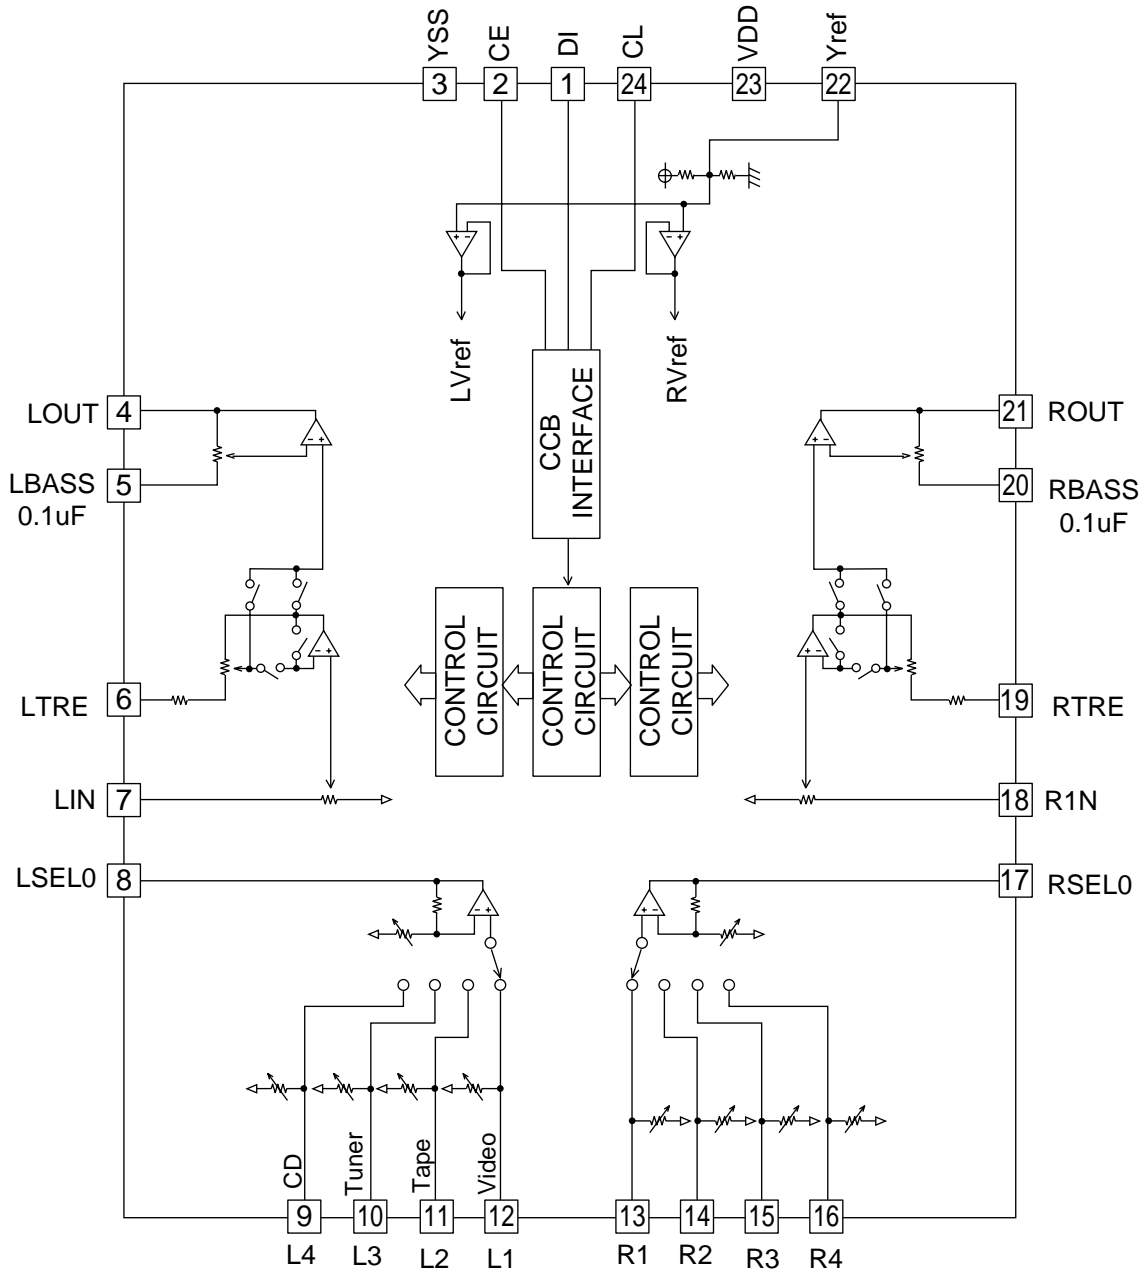 YSS
CE
DI
CL
VDD
Yref
3
2
1
24
23
22
+ -
- +
LVref
RVref
CCB
INTERFACE
LOUT
4
- +
+ -
21
ROUT
LBASS
5
0.1uF
20
RBASS
0.1uF
- +
+ -
CONTROL
CIRCUIT
CONTROL
CIRCUIT
CONTROL
CIRCUIT
LTRE
6
19
RTRE
LIN
7
18
R1N
LSEL0
8
17
RSEL0
- +
+ -
CD
Tuner
Tape
Video
9
10
11
12
13
14
15
16
L4
L3
L2
L1
R1
R2
R3
R4